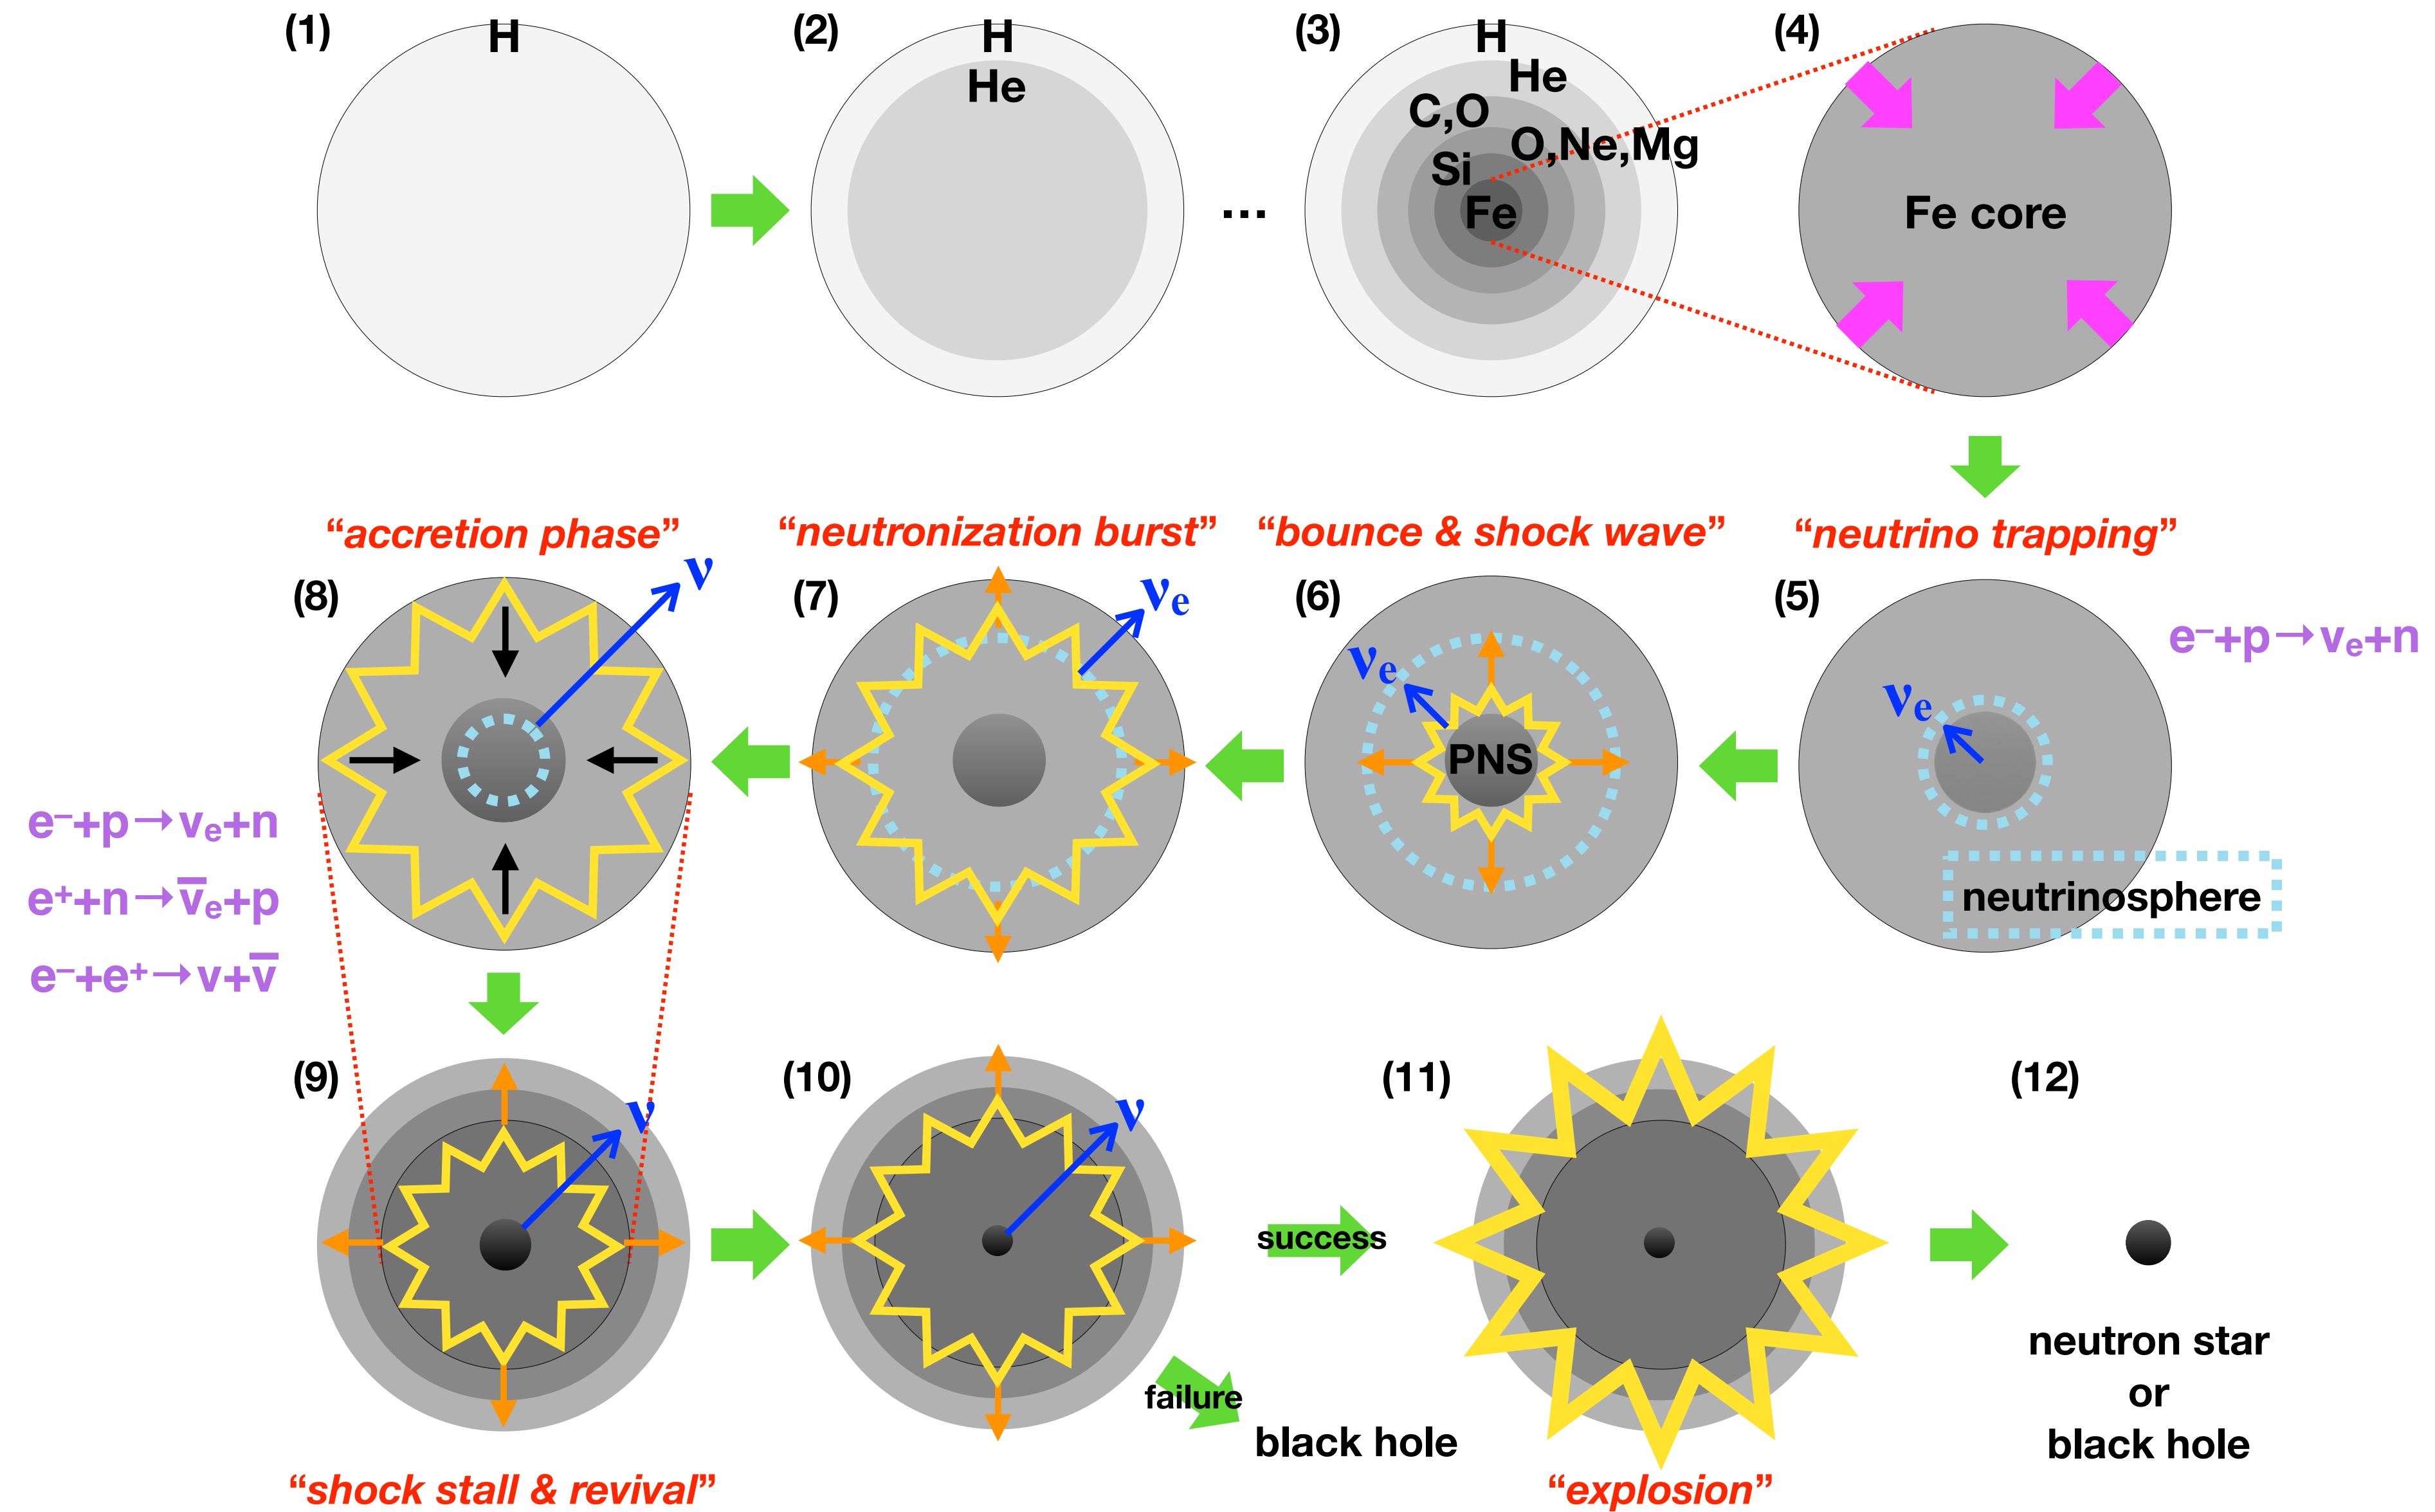 (1)
H
(2)
H
He
...
(3)
H
He
C,O
O,Ne,Mg
Si
Fe
(4)
Fe core
“accretion phase”
“neutronization burst”
“bounce & shock wave”
“neutrino trapping”
(8)
ν
(7)
νe
(6)
νe
PNS
(5)
νe
e−+p→νe+n
neutrinosphere
e−+p→νe+n
e++n→ν̅e+p
e−+e+→ν+ν̅
(9)
ν
(10)
ν
success
failure
black hole
(11)
(12)
neutron star
or
black hole
“shock stall & revival”
“explosion”